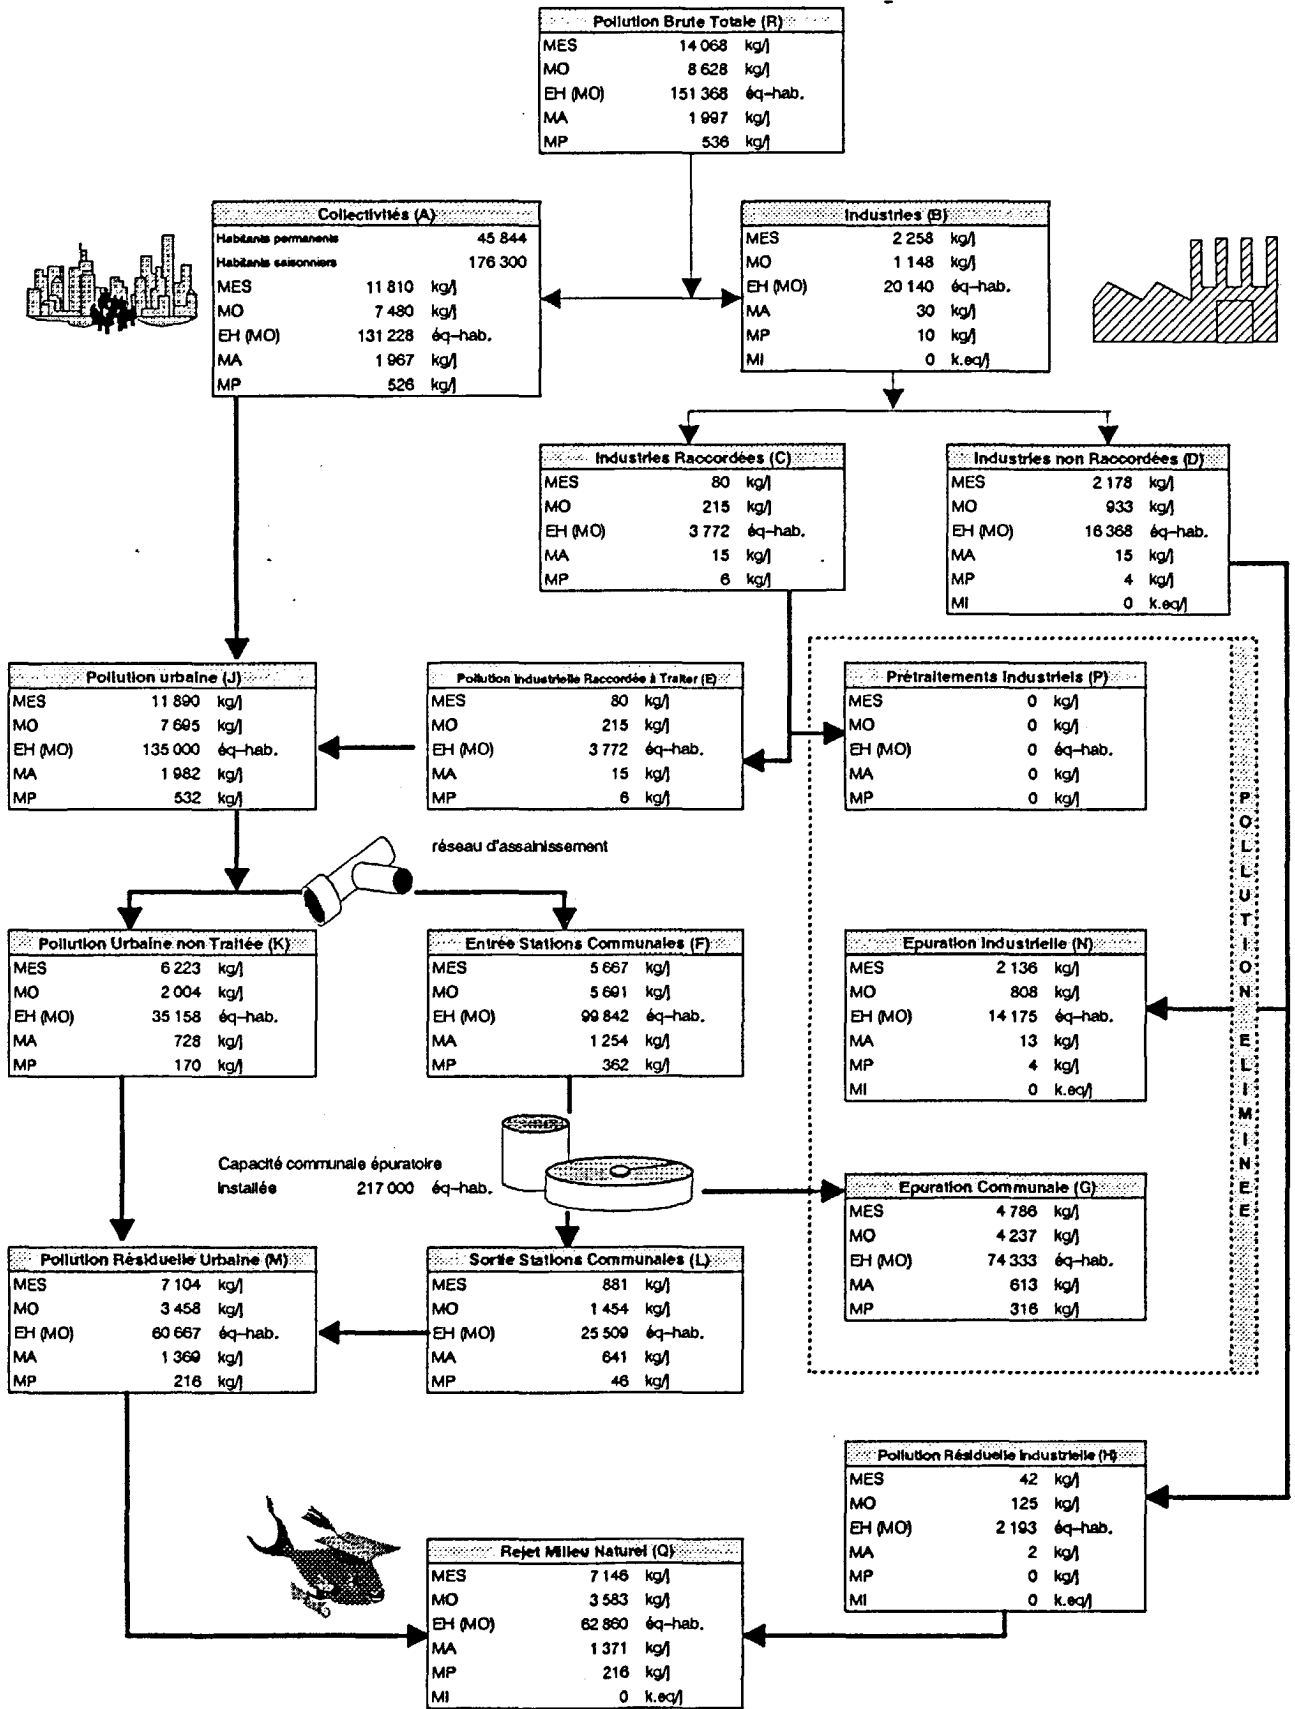 Pollution Brute Totale (R)
MES 14 068 kg/j
MO 8 628 kg/j
EH (MO) 151 368 éq-hab.
MA 1 997 kg/j
MP 536 kg/j
Collectivités (A)
Habitants permanents 45 844
Habitants saisonniers 176 300
MES 11 810 kg/j
MO 7 480 kg/j
EH (MO) 131 228 éq-hab.
MA 1 967 kg/j
MP 526 kg/j
Industries (B)
MES 2 258 kg/j
MO 1 148 kg/j
EH (MO) 20 140 éq-hab.
MA 30 kg/j
MP 10 kg/j
MI 0 k.eq/j
Industries Raccordées (C)
MES 80 kg/j
MO 215 kg/j
EH (MO) 3 772 éq-hab.
MA 15 kg/j
MP 6 kg/j
Industries non Raccordées (D)
MES 2 178 kg/j
MO 933 kg/j
EH (MO) 16 368 éq-hab.
MA 15 kg/j
MP 4 kg/j
MI 0 k.eq/j
Pollution urbaine (J)
MES 11 890 kg/j
MO 7 695 kg/j
EH (MO) 135 000 éq-hab.
MA 1 982 kg/j
MP 532 kg/j
Pollution Industrielle Raccordée à Traiter (E)
MES 80 kg/j
MO 215 kg/j
EH (MO) 3 772 éq-hab.
MA 15 kg/j
MP 6 kg/j
Prétraitements Industriels (P)
MES 0 kg/j
MO 0 kg/j
EH (MO) 0 éq-hab.
MA 0 kg/j
MP 0 kg/j
POLLUTION ELIMINEE
réseau d'assainissement
Pollution Urbaine non Traitée (K)
MES 6 223 kg/j
MO 2 004 kg/j
EH (MO) 35 158 éq-hab.
MA 728 kg/j
MP 170 kg/j
Entrée Stations Communales (F)
MES 5 667 kg/j
MO 5 691 kg/j
EH (MO) 99 842 éq-hab.
MA 1 254 kg/j
MP 362 kg/j
Epuration Industrielle (N)
MES 2 136 kg/j
MO 808 kg/j
EH (MO) 14 175 éq-hab.
MA 13 kg/j
MP 4 kg/j
MI 0 k.eq/j
Capacité communale épuratoire
Installée 217 000 éq-hab.
Epuration Communale (G)
MES 4 786 kg/j
MO 4 237 kg/j
EH (MO) 74 333 éq-hab.
MA 613 kg/j
MP 316 kg/j
Pollution Résiduelle Urbaine (M)
MES 7 104 kg/j
MO 3 458 kg/j
EH (MO) 60 667 éq-hab.
MA 1 369 kg/j
MP 216 kg/j
Sortie Stations Communales (L)
MES 881 kg/j
MO 1 454 kg/j
EH (MO) 25 509 éq-hab.
MA 641 kg/j
MP 46 kg/j
Pollution Résiduelle Industrielle (H)
MES 42 kg/j
MO 125 kg/j
EH (MO) 2 193 éq-hab.
MA 2 kg/j
MP 0 kg/j
MI 0 k.eq/j
Rejet Milieu Naturel (Q)
MES 7 146 kg/j
MO 3 583 kg/j
EH (MO) 62 860 éq-hab.
MA 1 371 kg/j
MP 216 kg/j
MI 0 k.eq/j